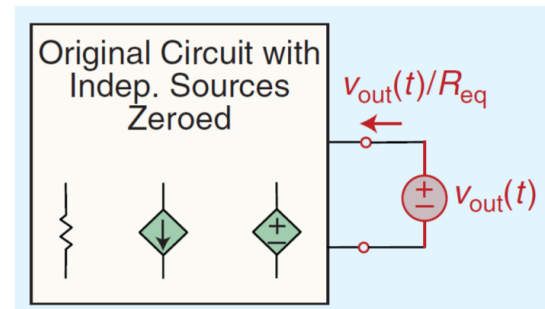 Original Circuit with
Indep. Sources
Zeroed
v_out(t)/R_eq
+
v_out(t)